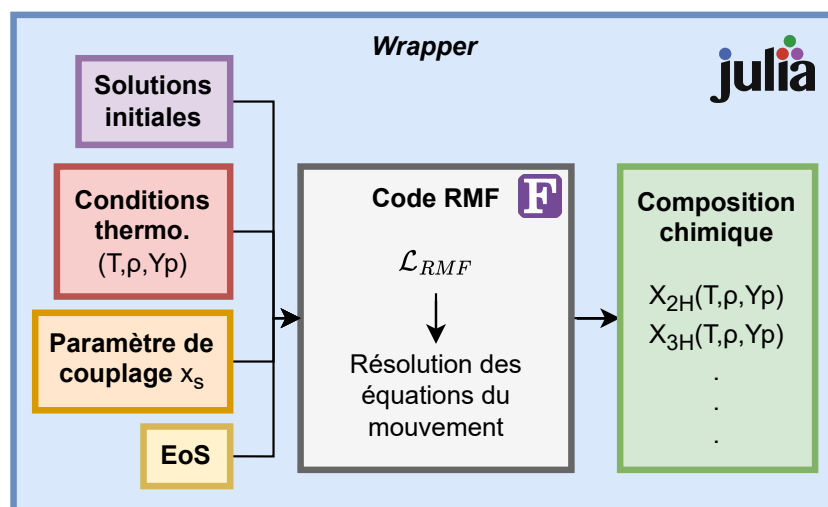 Wrapper
julia
Solutions
initiales
Conditions
thermo.
(T,ρ,Yp)
Paramètre de
couplage xs
EoS
Code RMF
F
ℒRMF
Résolution des
équations du
mouvement
Composition
chimique
X2H(T,ρ,Yp)
X3H(T,ρ,Yp)
.
.
.